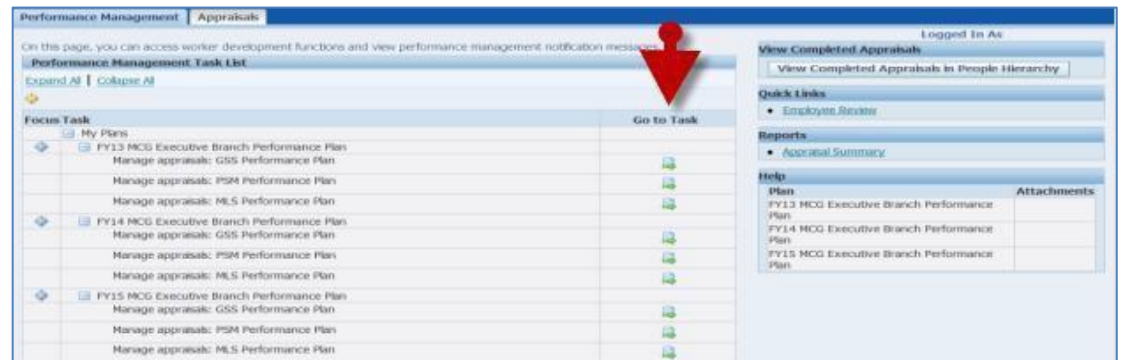 Performance Management Appraisals
Logged In As
On this page, you can access worker development functions and view performance management notification messages.
Performance Management Task List
Expand All | Collapse All
Focus Task Go to Task
My Plans
FY13 MCG Executive Branch Performance Plan
Manage appraisals: GSS Performance Plan
Manage appraisals: PSM Performance Plan
Manage appraisals: MLS Performance Plan
FY14 MCG Executive Branch Performance Plan
Manage appraisals: GSS Performance Plan
Manage appraisals: PSM Performance Plan
Manage appraisals: MLS Performance Plan
FY15 MCG Executive Branch Performance Plan
Manage appraisals: GSS Performance Plan
Manage appraisals: PSM Performance Plan
Manage appraisals: MLS Performance Plan
View Completed Appraisals
View Completed Appraisals in People Hierarchy
Quick Links
Employee Review
Reports
Appraisal Summary
Help
Plan Attachments
FY13 MCG Executive Branch Performance
Plan
FY14 MCG Executive Branch Performance
Plan
FY15 MCG Executive Branch Performance
Plan